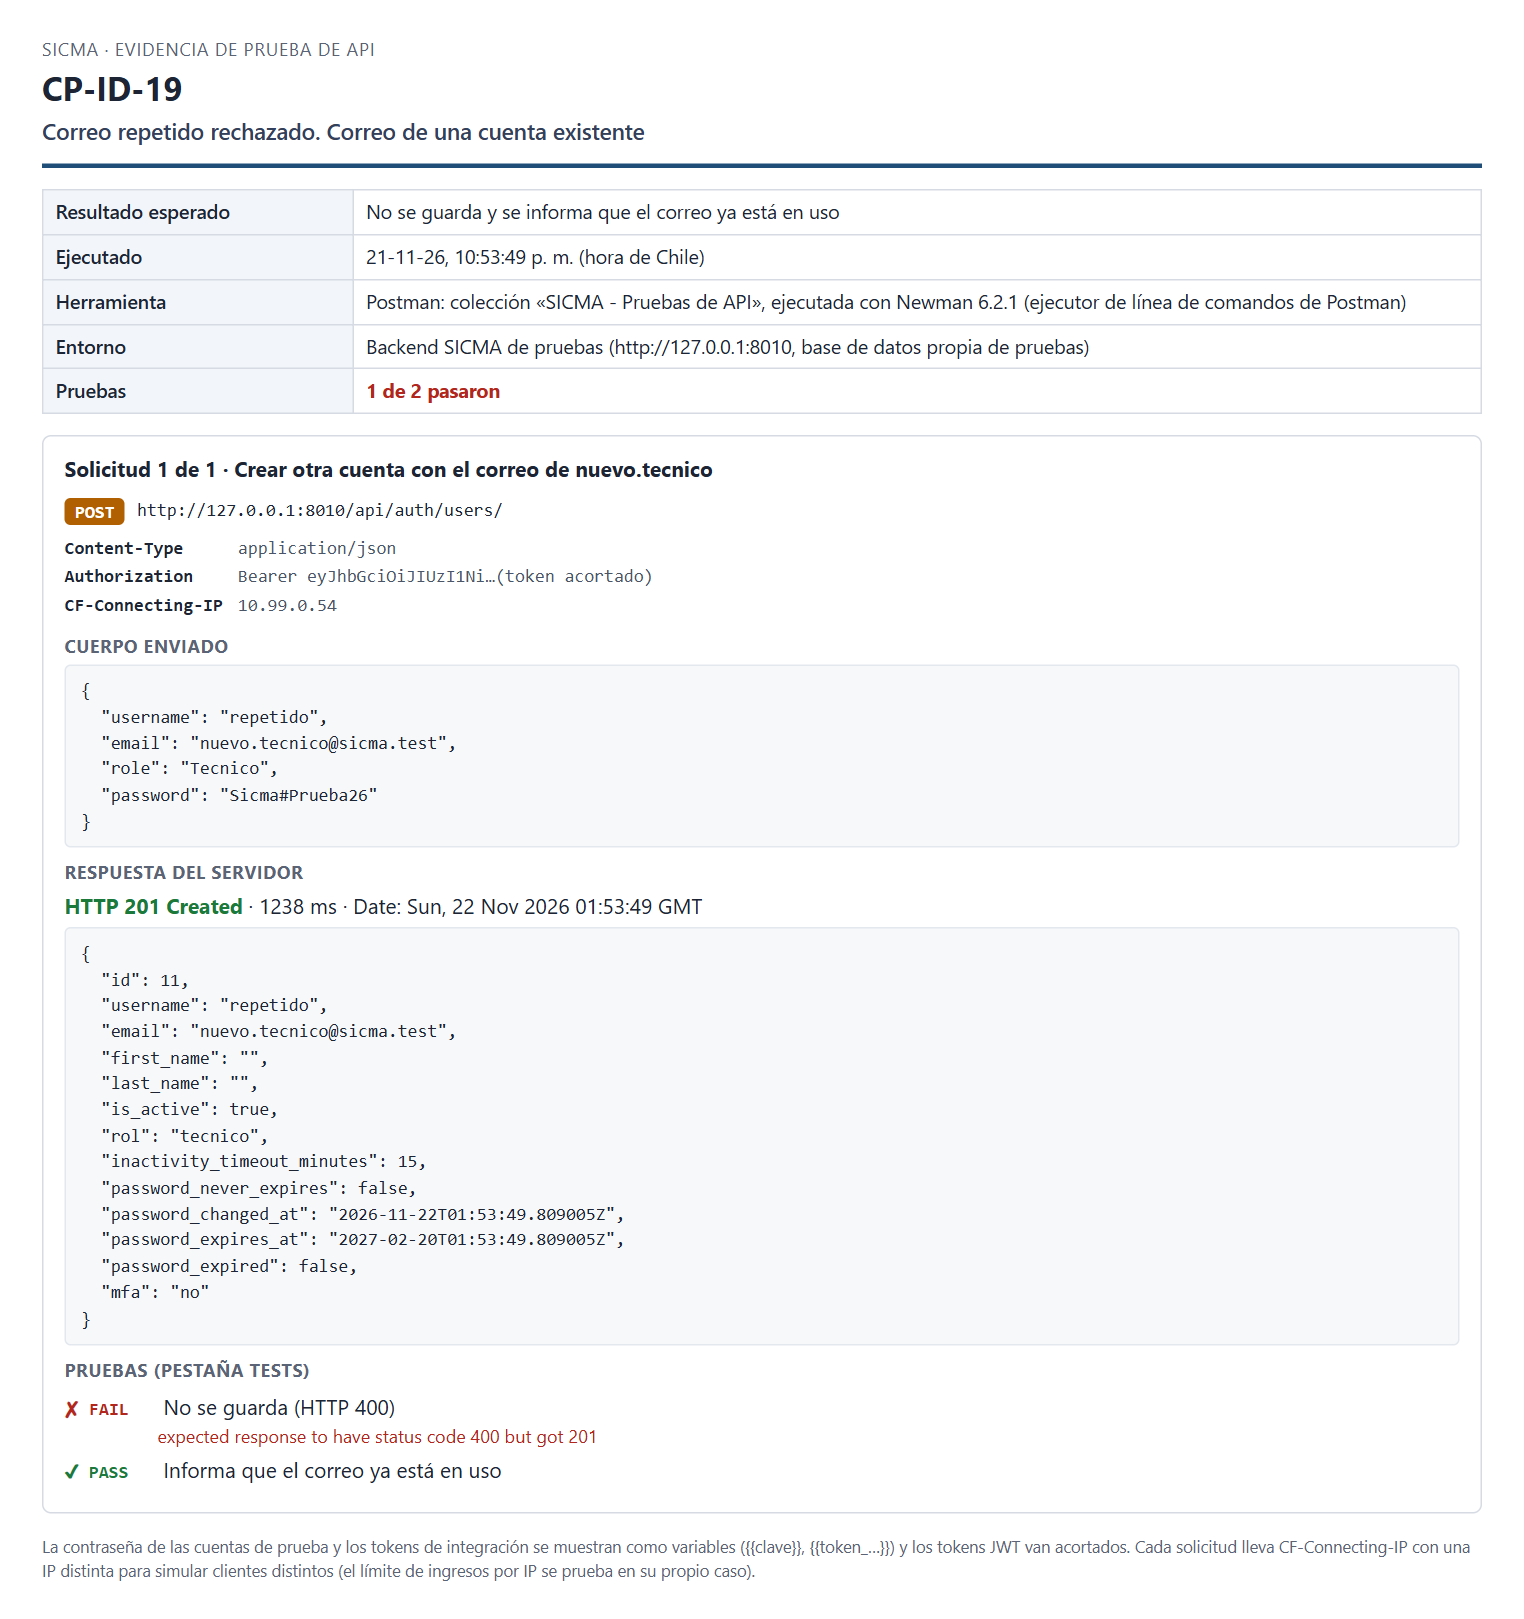 SICMA · EVIDENCIA DE PRUEBA DE API
CP-ID-19
Correo repetido rechazado. Correo de una cuenta existente
Resultado esperado No se guarda y se informa que el correo ya está en uso
Ejecutado 21-11-26, 10:53:49 p. m. (hora de Chile)
Herramienta Postman: colección «SICMA - Pruebas de API», ejecutada con Newman 6.2.1 (ejecutor de línea de comandos de Postman)
Entorno Backend SICMA de pruebas (http://127.0.0.1:8010, base de datos propia de pruebas)
Pruebas 1 de 2 pasaron
Solicitud 1 de 1 · Crear otra cuenta con el correo de nuevo.tecnico
POST http://127.0.0.1:8010/api/auth/users/
Content-Type application/json
Authorization Bearer eyJhbGciOiJIUzI1Ni…(token acortado)
CF-Connecting-IP 10.99.0.54
CUERPO ENVIADO
{
  "username": "repetido",
  "email": "nuevo.tecnico@sicma.test",
  "role": "Tecnico",
  "password": "Sicma#Prueba26"
}
RESPUESTA DEL SERVIDOR
HTTP 201 Created · 1238 ms · Date: Sun, 22 Nov 2026 01:53:49 GMT
{
  "id": 11,
  "username": "repetido",
  "email": "nuevo.tecnico@sicma.test",
  "first_name": "",
  "last_name": "",
  "is_active": true,
  "rol": "tecnico",
  "inactivity_timeout_minutes": 15,
  "password_never_expires": false,
  "password_changed_at": "2026-11-22T01:53:49.809005Z",
  "password_expires_at": "2027-02-20T01:53:49.809005Z",
  "password_expired": false,
  "mfa": "no"
}
PRUEBAS (PESTAÑA TESTS)
✗ FAIL No se guarda (HTTP 400)
expected response to have status code 400 but got 201
✓ PASS Informa que el correo ya está en uso
La contraseña de las cuentas de prueba y los tokens de integración se muestran como variables ({{clave}}, {{token_...}}) y los tokens JWT van acortados. Cada solicitud lleva CF-Connecting-IP con una
IP distinta para simular clientes distintos (el límite de ingresos por IP se prueba en su propio caso).